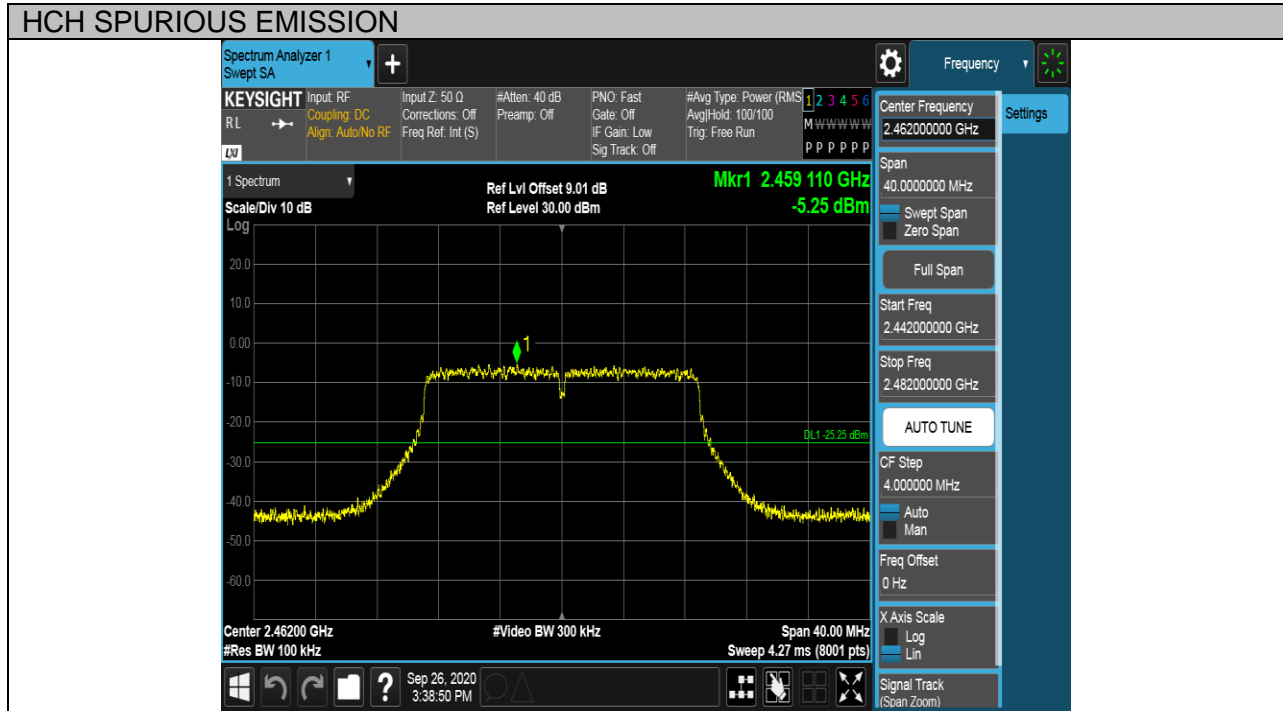 HCH SPURIOUS EMISSION
Spectrum Analyzer 1
Swept SA
+
Frequency
KEYSIGHT
RL
LXI
Input: RF
Coupling: DC
Align: Auto/No RF
Input Z: 50 Ω
Corrections: Off
Freq Ref: Int (S)
#Atten: 40 dB
Preamp: Off
PNO: Fast
Gate: Off
IF Gain: Low
Sig Track: Off
#Avg Type: Power (RMS
Avg|Hold: 100/100
Trig: Free Run
1 2 3 4 5 6
M W W W W W
P P P P P P
1 Spectrum
Scale/Div 10 dB
Log
Ref Lvl Offset 9.01 dB
Ref Level 30.00 dBm
Mkr1 2.459 110 GHz
-5.25 dBm
20.0
10.0
0.00
-10.0
-20.0
-30.0
-40.0
-50.0
-60.0
1
DL1 -25.25 dBm
Center 2.46200 GHz
#Res BW 100 kHz
#Video BW 300 kHz
Span 40.00 MHz
Sweep 4.27 ms (8001 pts)
?
Sep 26, 2020
3:38:50 PM
Center Frequency
2.462000000 GHz
Settings
Span
40.0000000 MHz
Swept Span
Zero Span
Full Span
Start Freq
2.442000000 GHz
Stop Freq
2.482000000 GHz
AUTO TUNE
CF Step
4.000000 MHz
Auto
Man
Freq Offset
0 Hz
X Axis Scale
Log
Lin
Signal Track
(Span Zoom)